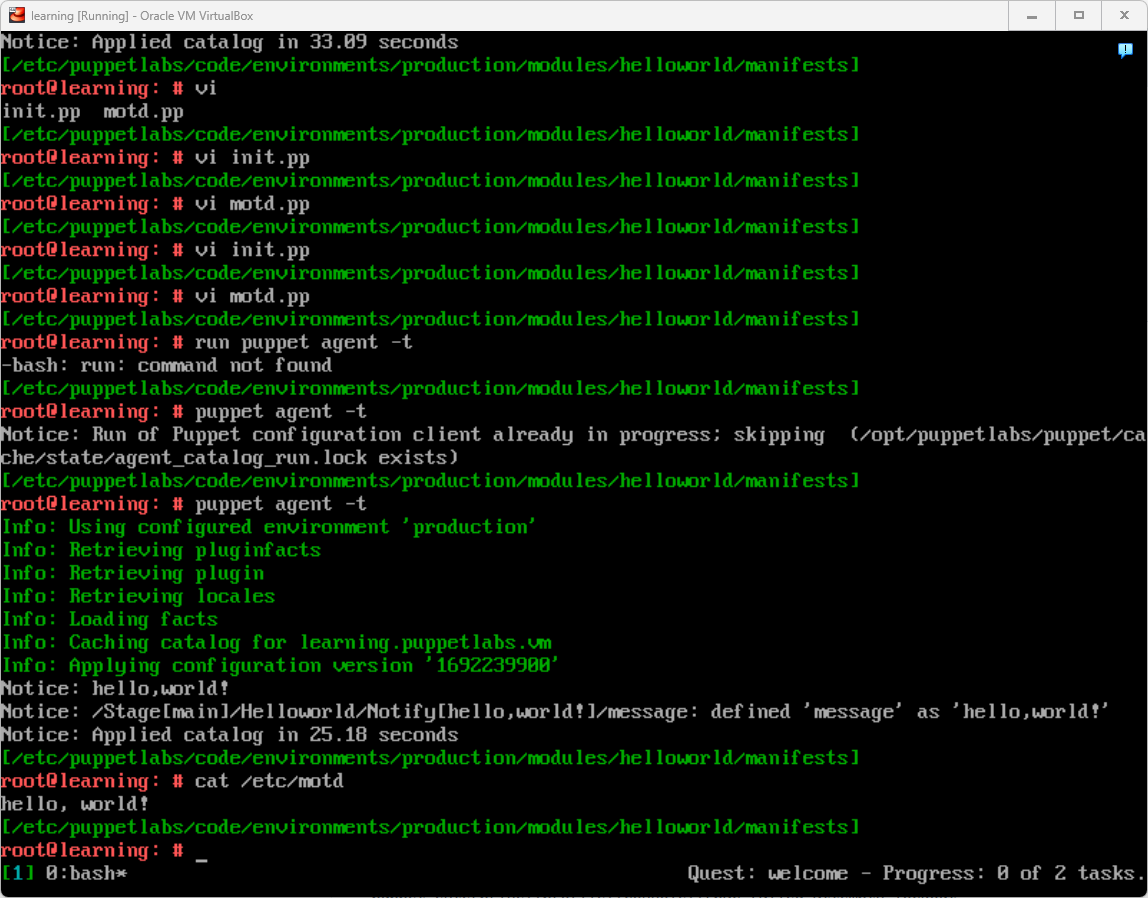 learning [Running] - Oracle VM VirtualBox
Notice: Applied catalog in 33.09 seconds
[/etc/puppetlabs/code/environments/production/modules/helloworld/manifests]
root@learning: # vi
init.pp  motd.pp
[/etc/puppetlabs/code/environments/production/modules/helloworld/manifests]
root@learning: # vi init.pp
[/etc/puppetlabs/code/environments/production/modules/helloworld/manifests]
root@learning: # vi motd.pp
[/etc/puppetlabs/code/environments/production/modules/helloworld/manifests]
root@learning: # vi init.pp
[/etc/puppetlabs/code/environments/production/modules/helloworld/manifests]
root@learning: # vi motd.pp
[/etc/puppetlabs/code/environments/production/modules/helloworld/manifests]
root@learning: # run puppet agent -t
-bash: run: command not found
[/etc/puppetlabs/code/environments/production/modules/helloworld/manifests]
root@learning: # puppet agent -t
Notice: Run of Puppet configuration client already in progress; skipping  (/opt/puppetlabs/puppet/ca
che/state/agent_catalog_run.lock exists)
[/etc/puppetlabs/code/environments/production/modules/helloworld/manifests]
root@learning: # puppet agent -t
Info: Using configured environment 'production'
Info: Retrieving pluginfacts
Info: Retrieving plugin
Info: Retrieving locales
Info: Loading facts
Info: Caching catalog for learning.puppetlabs.vm
Info: Applying configuration version '1692239900'
Notice: hello,world!
Notice: /Stage[main]/Helloworld/Notify[hello,world!]/message: defined 'message' as 'hello,world!'
Notice: Applied catalog in 25.18 seconds
[/etc/puppetlabs/code/environments/production/modules/helloworld/manifests]
root@learning: # cat /etc/motd
hello, world!
[/etc/puppetlabs/code/environments/production/modules/helloworld/manifests]
root@learning: # _
[1] 0:bash* Quest: welcome - Progress: 0 of 2 tasks.